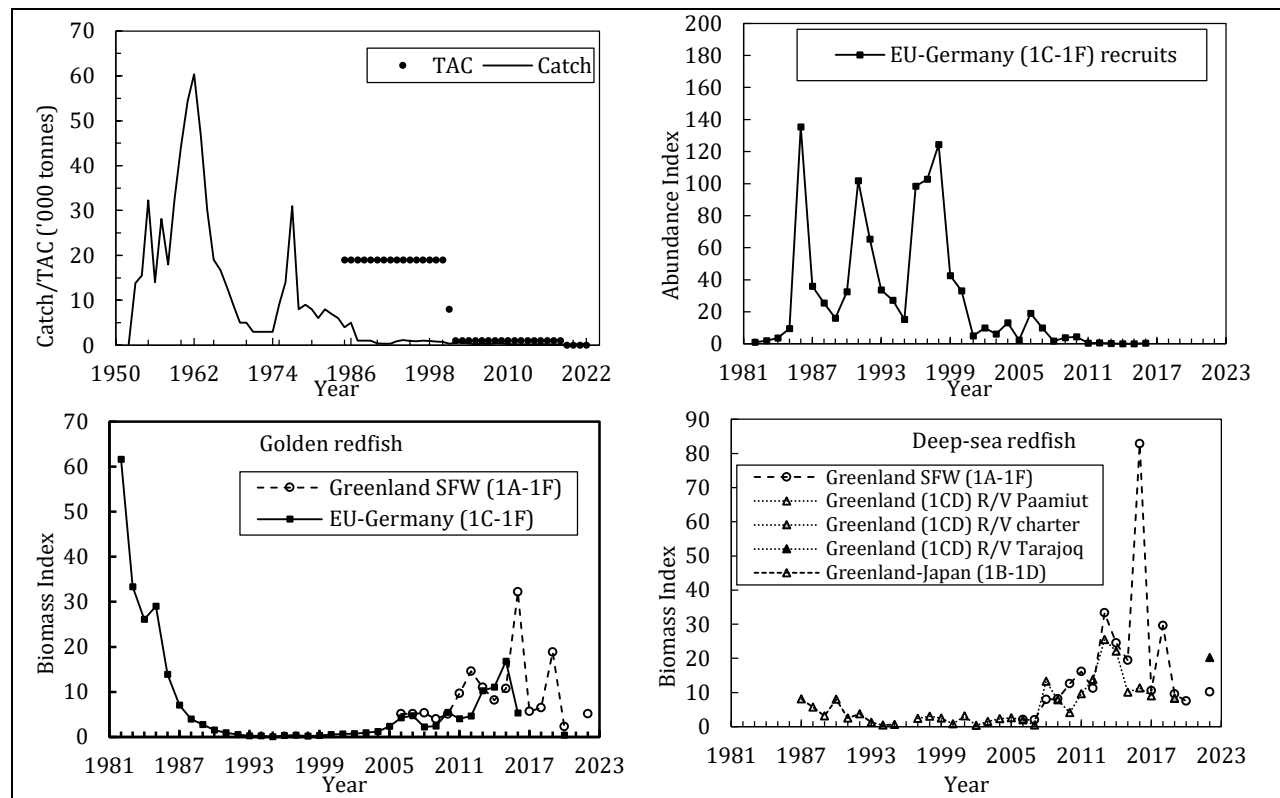 70
60
50
40
30
20
10
0
Catch/TAC ('000 tonnes)
TAC Catch
1950 1962 1974 1986 1998 2010 2022
Year
200
180
160
140
120
100
80
60
40
20
0
Abundance Index
EU-Germany (1C-1F) recruits
1981 1987 1993 1999 2005 2011 2017 2023
Year
70
60
50
40
30
20
10
0
Biomass Index
Golden redfish
Greenland SFW (1A-1F)
EU-Germany (1C-1F)
1981 1987 1993 1999 2005 2011 2017 2023
Year
90
80
70
60
50
40
30
20
10
0
Biomass Index
Deep-sea redfish
Greenland SFW (1A-1F)
Greenland (1CD) R/V Paamiut
Greenland (1CD) R/V charter
Greenland (1CD) R/V Tarajoq
Greenland-Japan (1B-1D)
1981 1987 1993 1999 2005 2011 2017 2023
Year